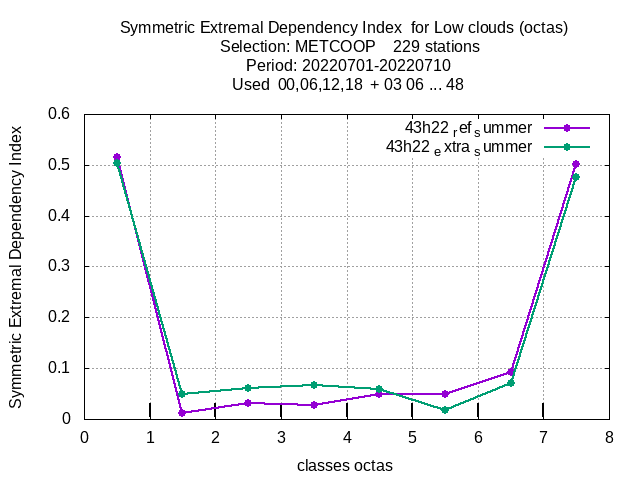 Symmetric Extremal Dependency Index  for Low clouds (octas)
Selection: METCOOP    229 stations
Period: 20220701-20220710
Used  00,06,12,18  + 03 06 ... 48
43h22 ref summer
43h22 extra summer
Symmetric Extremal Dependency Index
0.6
0.5
0.4
0.3
0.2
0.1
0
0 1 2 3 4 5 6 7 8
classes octas